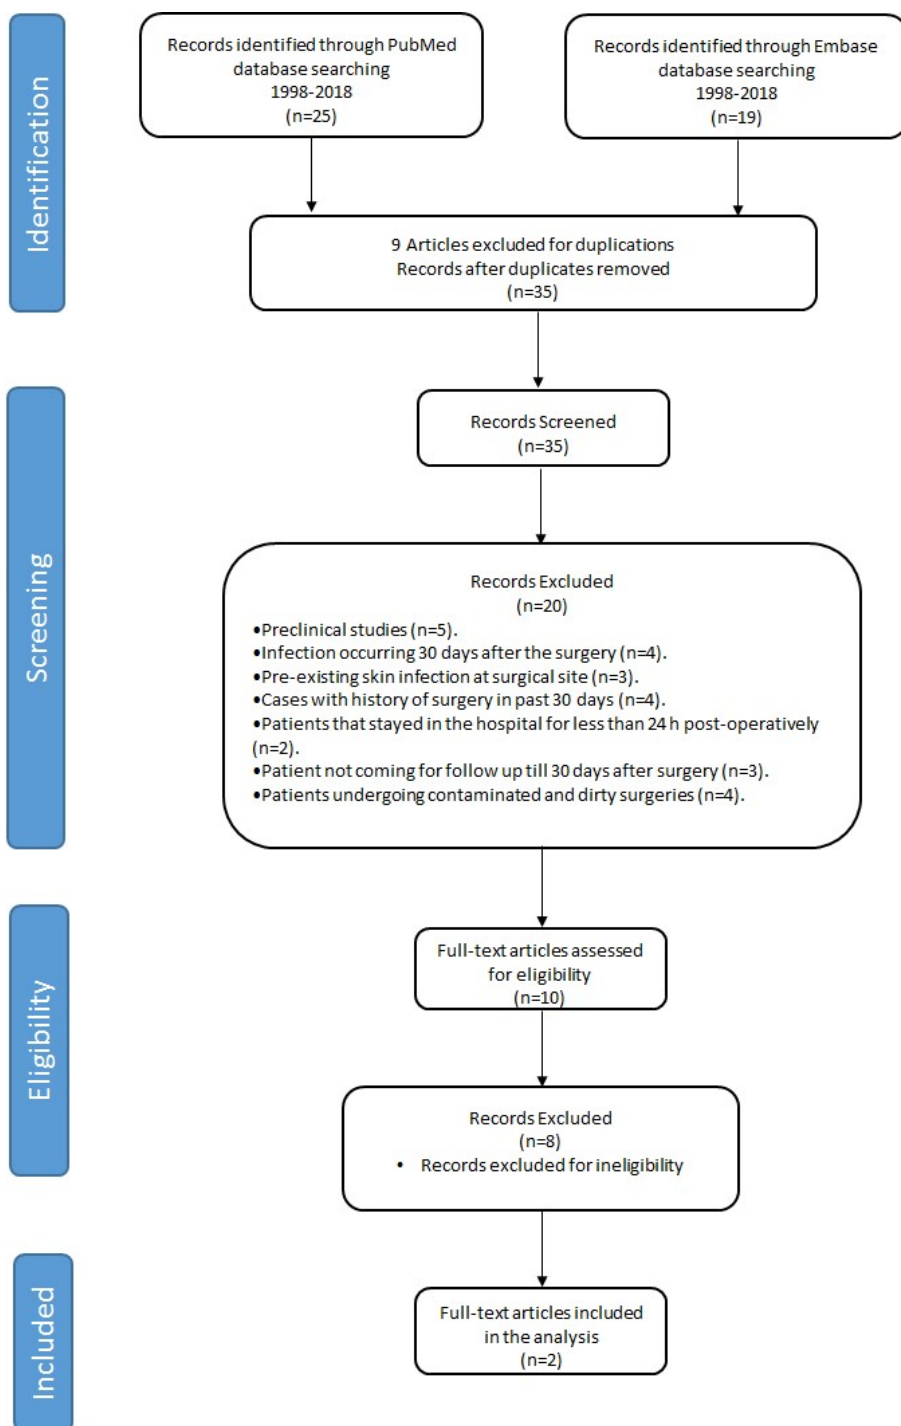 Identification
Records identified through PubMed
database searching
1998-2018
(n=25)
Records identified through Embase
database searching
1998-2018
(n=19)
9 Articles excluded for duplications
Records after duplicates removed
(n=35)
Screening
Records Screened
(n=35)
Records Excluded
(n=20)
•Preclinical studies (n=5).
•Infection occurring 30 days after the surgery (n=4).
•Pre-existing skin infection at surgical site (n=3).
•Cases with history of surgery in past 30 days (n=4).
•Patients that stayed in the hospital for less than 24 h post-operatively
(n=2).
•Patient not coming for follow up till 30 days after surgery (n=3).
•Patients undergoing contaminated and dirty surgeries (n=4).
Eligibility
Full-text articles assessed
for eligibility
(n=10)
Records Excluded
(n=8)
• Records excluded for ineligibility
Included
Full-text articles included
in the analysis
(n=2)